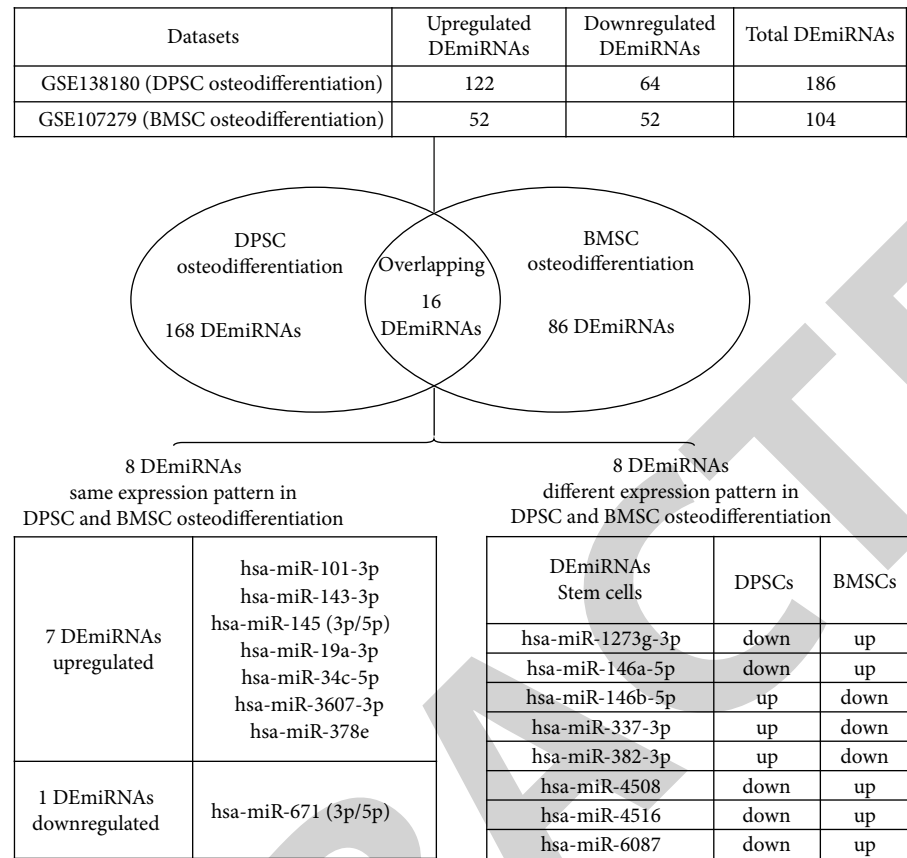 Datasets
Upregulated
DEmiRNAs
Downregulated
DEmiRNAs
Total DEmiRNAs
GSE138180 (DPSC osteodifferentiation)
122
64
186
GSE107279 (BMSC osteodifferentiation)
52
52
104
DPSC
osteodifferentiation
168 DEmiRNAs
Overlapping
16
DEmiRNAs
BMSC
osteodifferentiation
86 DEmiRNAs
8 DEmiRNAs
same expression pattern in
DPSC and BMSC osteodifferentiation
7 DEmiRNAs
upregulated
hsa-miR-101-3p
hsa-miR-143-3p
hsa-miR-145 (3p/5p)
hsa-miR-19a-3p
hsa-miR-34c-5p
hsa-miR-3607-3p
hsa-miR-378e
1 DEmiRNAs
downregulated
hsa-miR-671 (3p/5p)
8 DEmiRNAs
different expression pattern in
DPSC and BMSC osteodifferentiation
DEmiRNAs
Stem cells
DPSCs
BMSCs
hsa-miR-1273g-3p
down
up
hsa-miR-146a-5p
down
up
hsa-miR-146b-5p
up
down
hsa-miR-337-3p
up
down
hsa-miR-382-3p
up
down
hsa-miR-4508
down
up
hsa-miR-4516
down
up
hsa-miR-6087
down
up